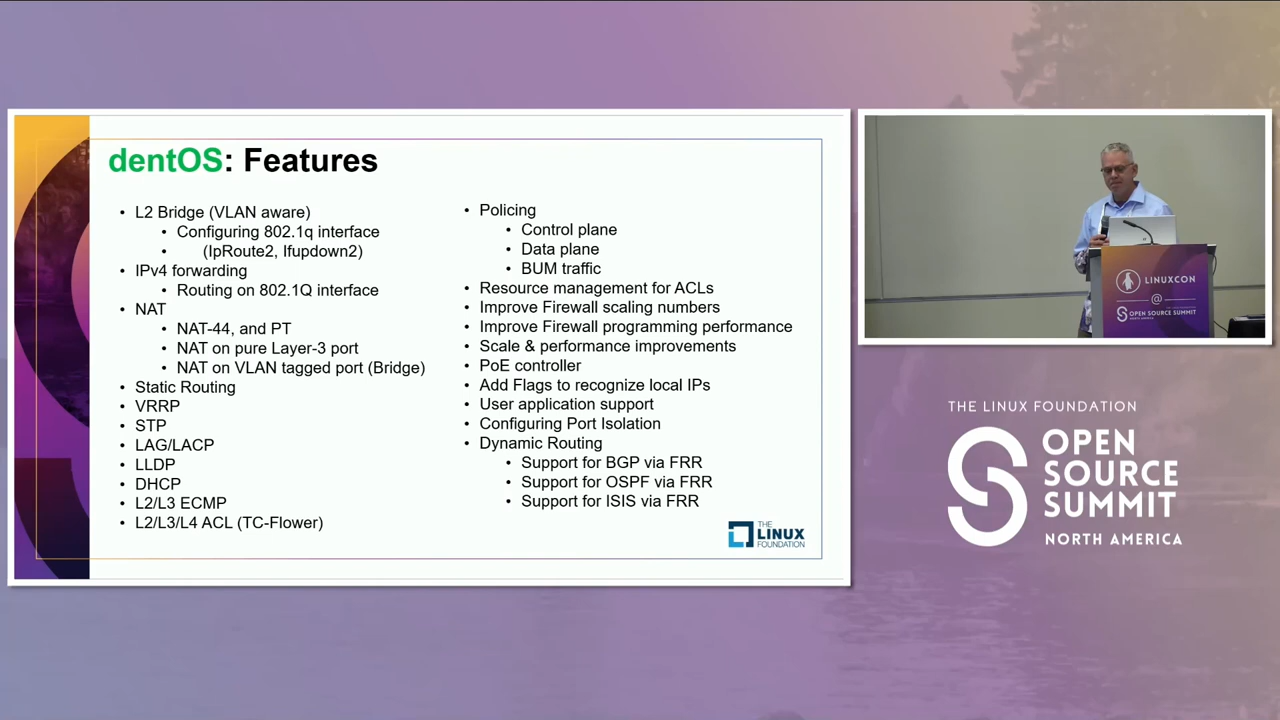 dentOS: Features
• L2 Bridge (VLAN aware)
• Configuring 802.1q interface
• (IpRoute2, Ifupdown2)
• IPv4 forwarding
• Routing on 802.1Q interface
• NAT
• NAT-44, and PT
• NAT on pure Layer-3 port
• NAT on VLAN tagged port (Bridge)
• Static Routing
• VRRP
• STP
• LAG/LACP
• LLDP
• DHCP
• L2/L3 ECMP
• L2/L3/L4 ACL (TC-Flower)
• Policing
• Control plane
• Data plane
• BUM traffic
• Resource management for ACLs
• Improve Firewall scaling numbers
• Improve Firewall programming performance
• Scale & performance improvements
• PoE controller
• Add Flags to recognize local IPs
• User application support
• Configuring Port Isolation
• Dynamic Routing
• Support for BGP via FRR
• Support for OSPF via FRR
• Support for ISIS via FRR
THE
LINUX
FOUNDATION
LINUXCON
@
OPEN SOURCE SUMMIT
NORTH AMERICA
THE LINUX FOUNDATION
OPEN
SOURCE
SUMMIT
NORTH AMERICA